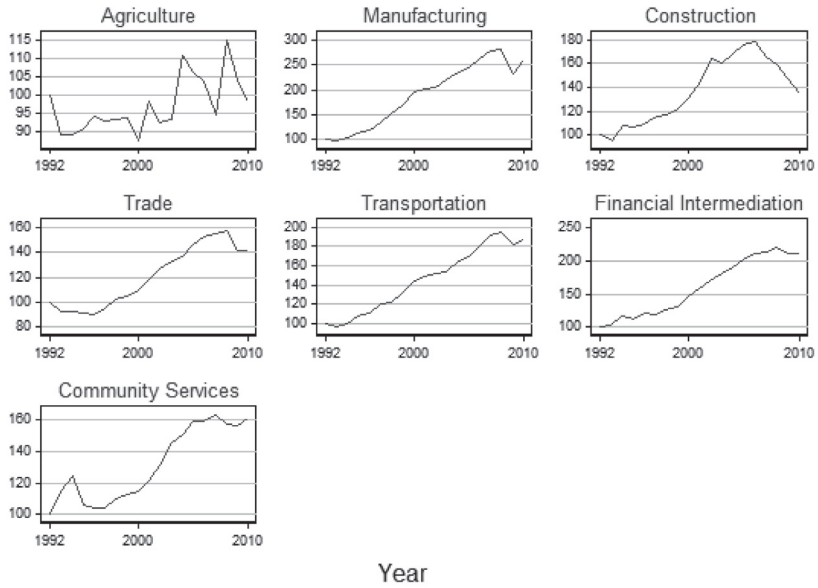 Agriculture
115
110
105
100
95
90
1992 2000 2010
Manufacturing
300
250
200
150
100
1992 2000 2010
Construction
180
160
140
120
100
1992 2000 2010
Trade
160
140
120
100
80
1992 2000 2010
Transportation
200
180
160
140
120
100
1992 2000 2010
Financial Intermediation
250
200
150
100
1992 2000 2010
Community Services
160
140
120
100
1992 2000 2010
Year